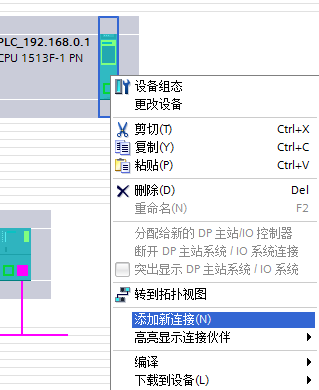 PLC_192.168.0.1
CPU 1513F-1 PN
设备组态
更改设备
剪切(T) Ctrl+X
复制(Y) Ctrl+C
粘贴(P) Ctrl+V
删除(D) Del
重命名(N) F2
分配给新的 DP 主站/IO 控制器
断开 DP 主站系统 / IO 系统连接
突出显示 DP 主站系统 / IO 系统
转到拓扑视图
添加新连接(N)
高亮显示连接伙伴
编译
下载到设备(L)